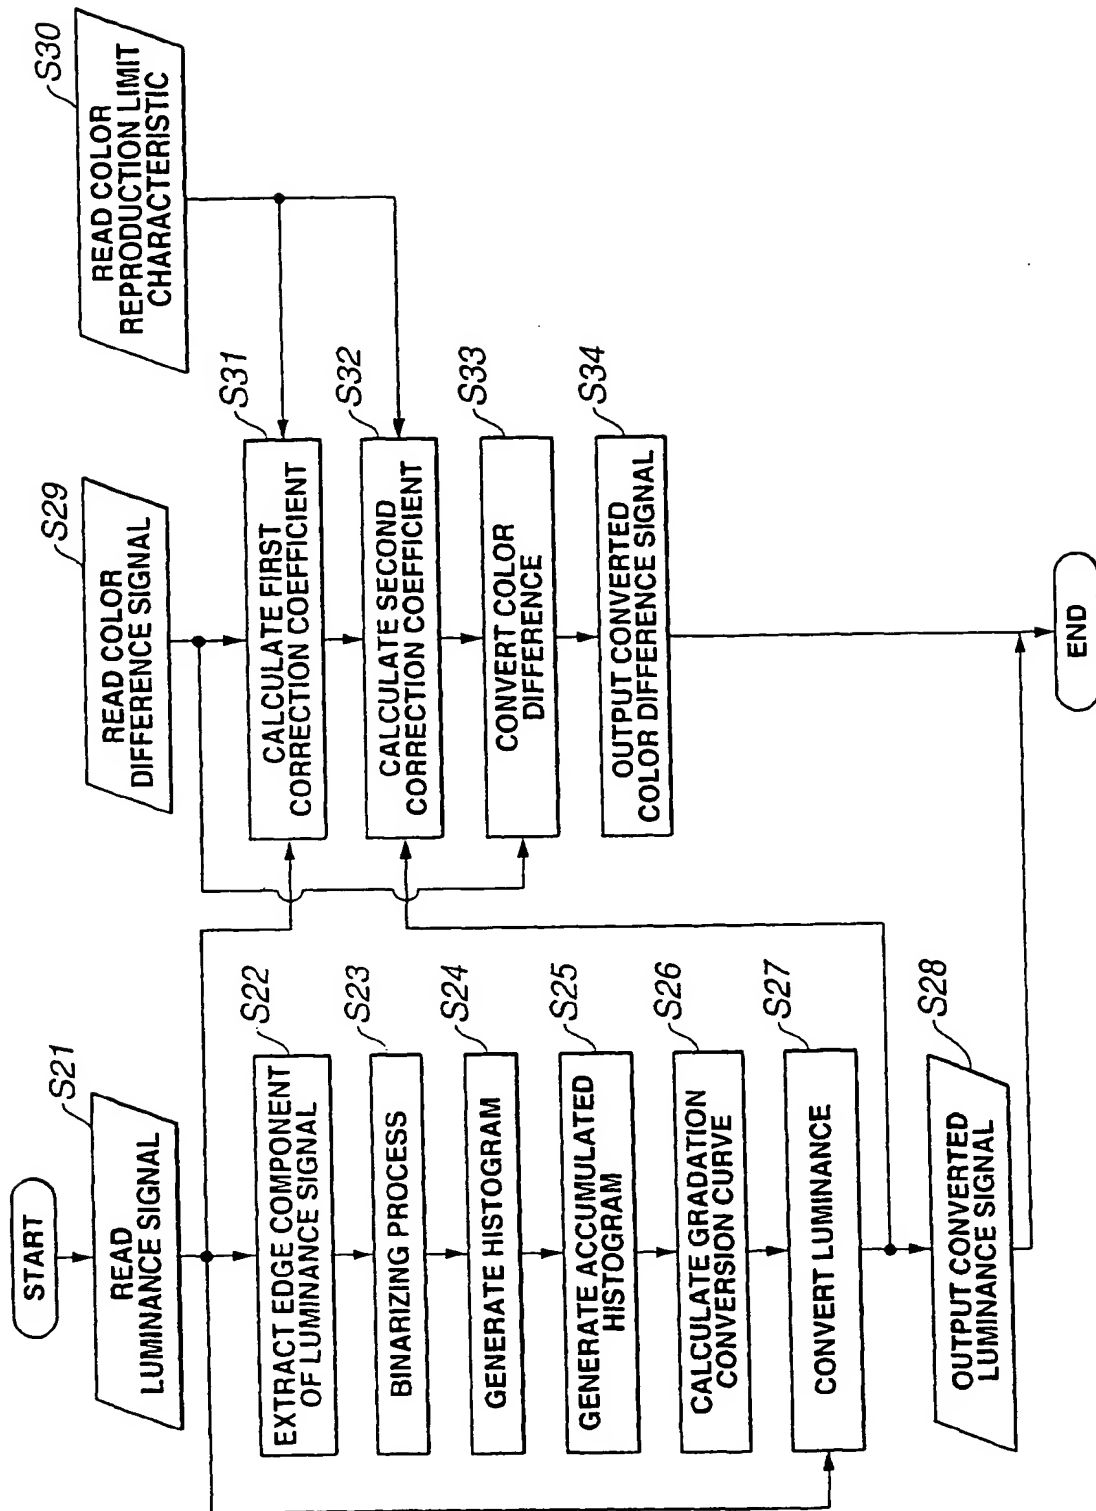 START
READ
LUMINANCE SIGNAL
S21
EXTRACT EDGE COMPONENT
OF LUMINANCE SIGNAL
S22
BINARIZING PROCESS
S23
GENERATE HISTOGRAM
S24
GENERATE ACCUMULATED
HISTOGRAM
S25
CALCULATE GRADATION
CONVERSION CURVE
S26
CONVERT LUMINANCE
S27
OUTPUT CONVERTED
LUMINANCE SIGNAL
S28
READ COLOR
DIFFERENCE SIGNAL
S29
READ COLOR
REPRODUCTION LIMIT
CHARACTERISTIC
S30
CALCULATE FIRST
CORRECTION COEFFICIENT
S31
CALCULATE SECOND
CORRECTION COEFFICIENT
S32
CONVERT COLOR
DIFFERENCE
S33
OUTPUT CONVERTED
COLOR DIFFERENCE SIGNAL
S34
END